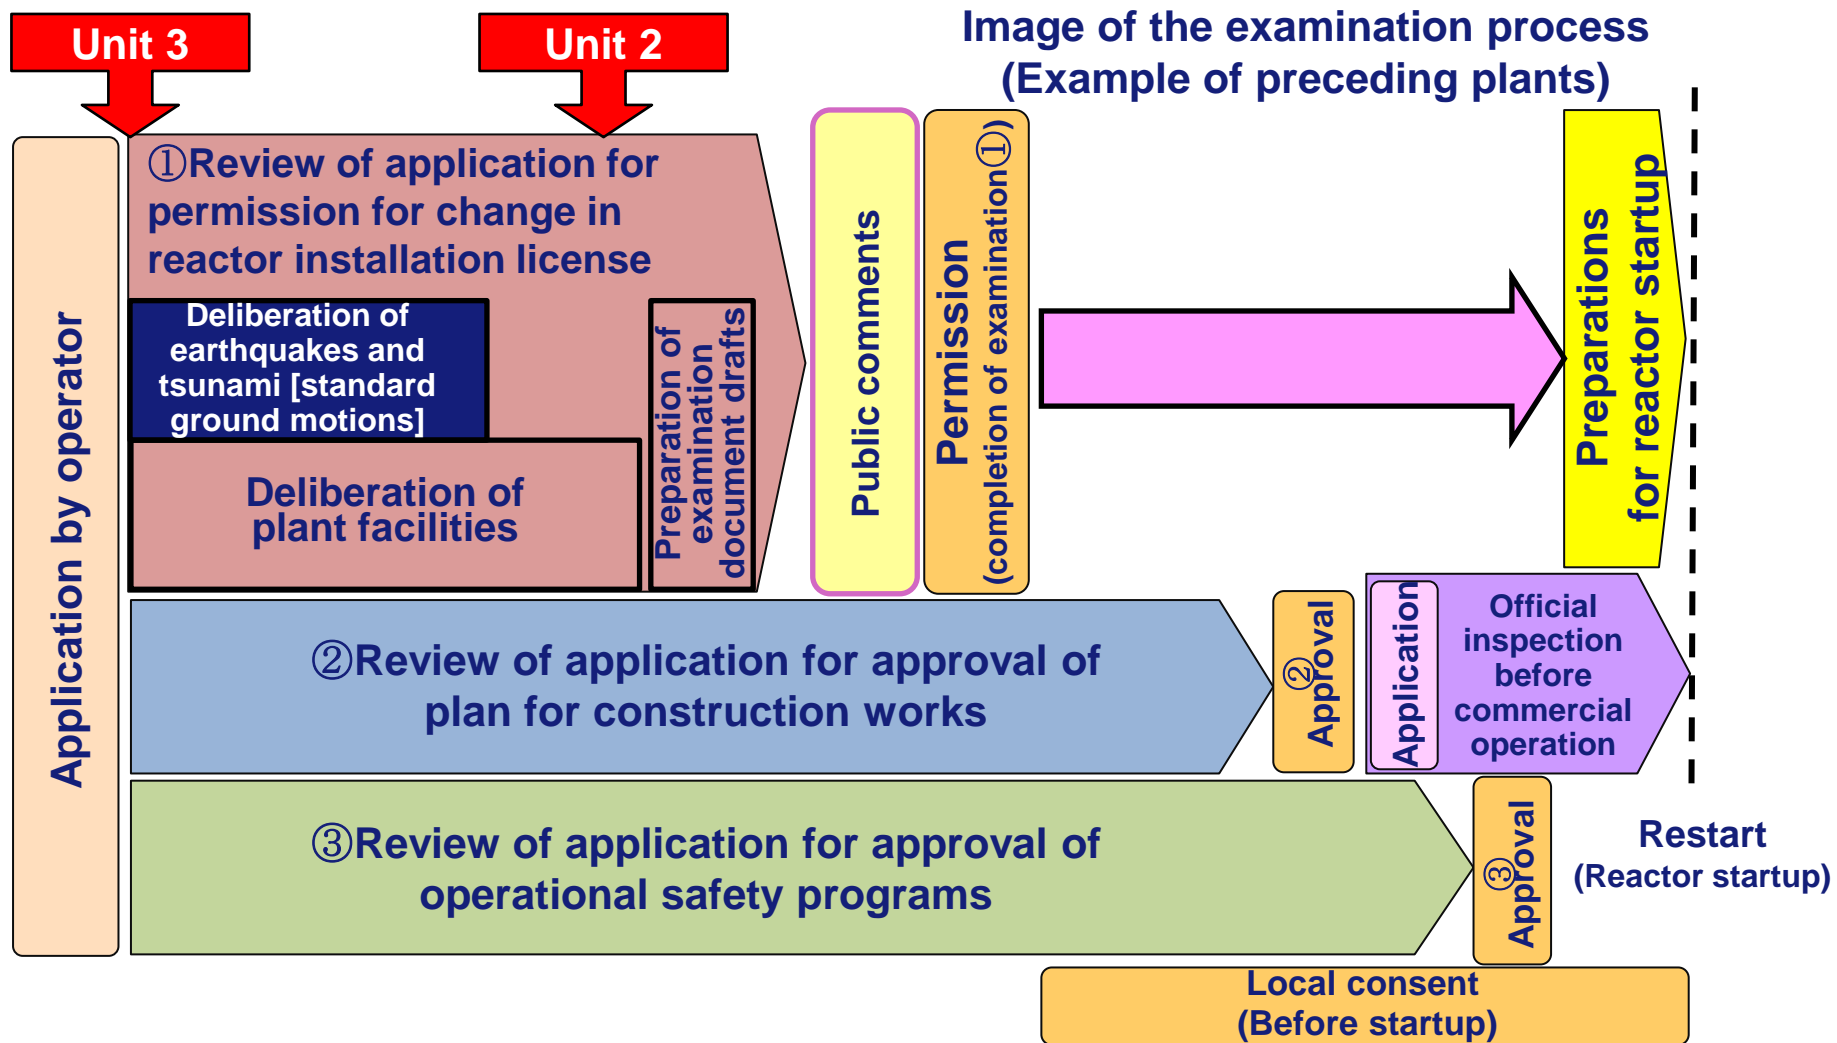 Unit 3
Unit 2
Image of the examination process
(Example of preceding plants)
Application by operator
①Review of application for
permission for change in
reactor installation license
Deliberation of
earthquakes and
tsunami [standard
ground motions]
Deliberation of
plant facilities
Preparation of
examination
document drafts
Public comments
Permission
(completion of examination①)
Preparations
for reactor startup
②Review of application for approval of
plan for construction works
②
Approval
Application
Official
inspection
before
commercial
operation
③Review of application for approval of
operational safety programs
③
Approval
Restart
(Reactor startup)
Local consent
(Before startup)